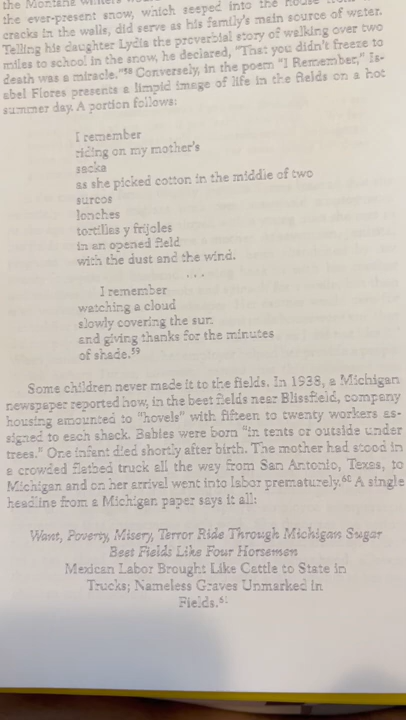 the Montana winters
the ever-present snow, which seeped into the house from
cracks in the walls, did serve as his family's main source of water.
Telling his daughter Lydia the proverbial story of walking over two
miles to school in the snow, he declared, "That you didn't freeze to
death was a miracle."⁵⁸ Conversely, in the poem "I Remember," Is-
abel Flores presents a limpid image of life in the fields on a hot
summer day. A portion follows:
I remember
riding on my mother's
sacks
as she picked cotton in the middle of two
surcos
lonches
tortillas y frijoles
in an opened field
with the dust and the wind.
. . .
I remember
watching a cloud
slowly covering the sun
and giving thanks for the minutes
of shade.⁵⁹
Some children never made it to the fields. In 1938, a Michigan
newspaper reported how, in the beet fields near Blissfield, company
housing amounted to "hovels" with fifteen to twenty workers as-
signed to each shack. Babies were born "in tents or outside under
trees." One infant died shortly after birth. The mother had stood in
a crowded flatbed truck all the way from San Antonio, Texas, to
Michigan and on her arrival went into labor prematurely.⁶⁰ A single
headline from a Michigan paper says it all:
Want, Poverty, Misery, Terror Ride Through Michigan Sugar
Beet Fields Like Four Horsemen
Mexican Labor Brought Like Cattle to State in
Trucks; Nameless Graves Unmarked in
Fields.⁶¹